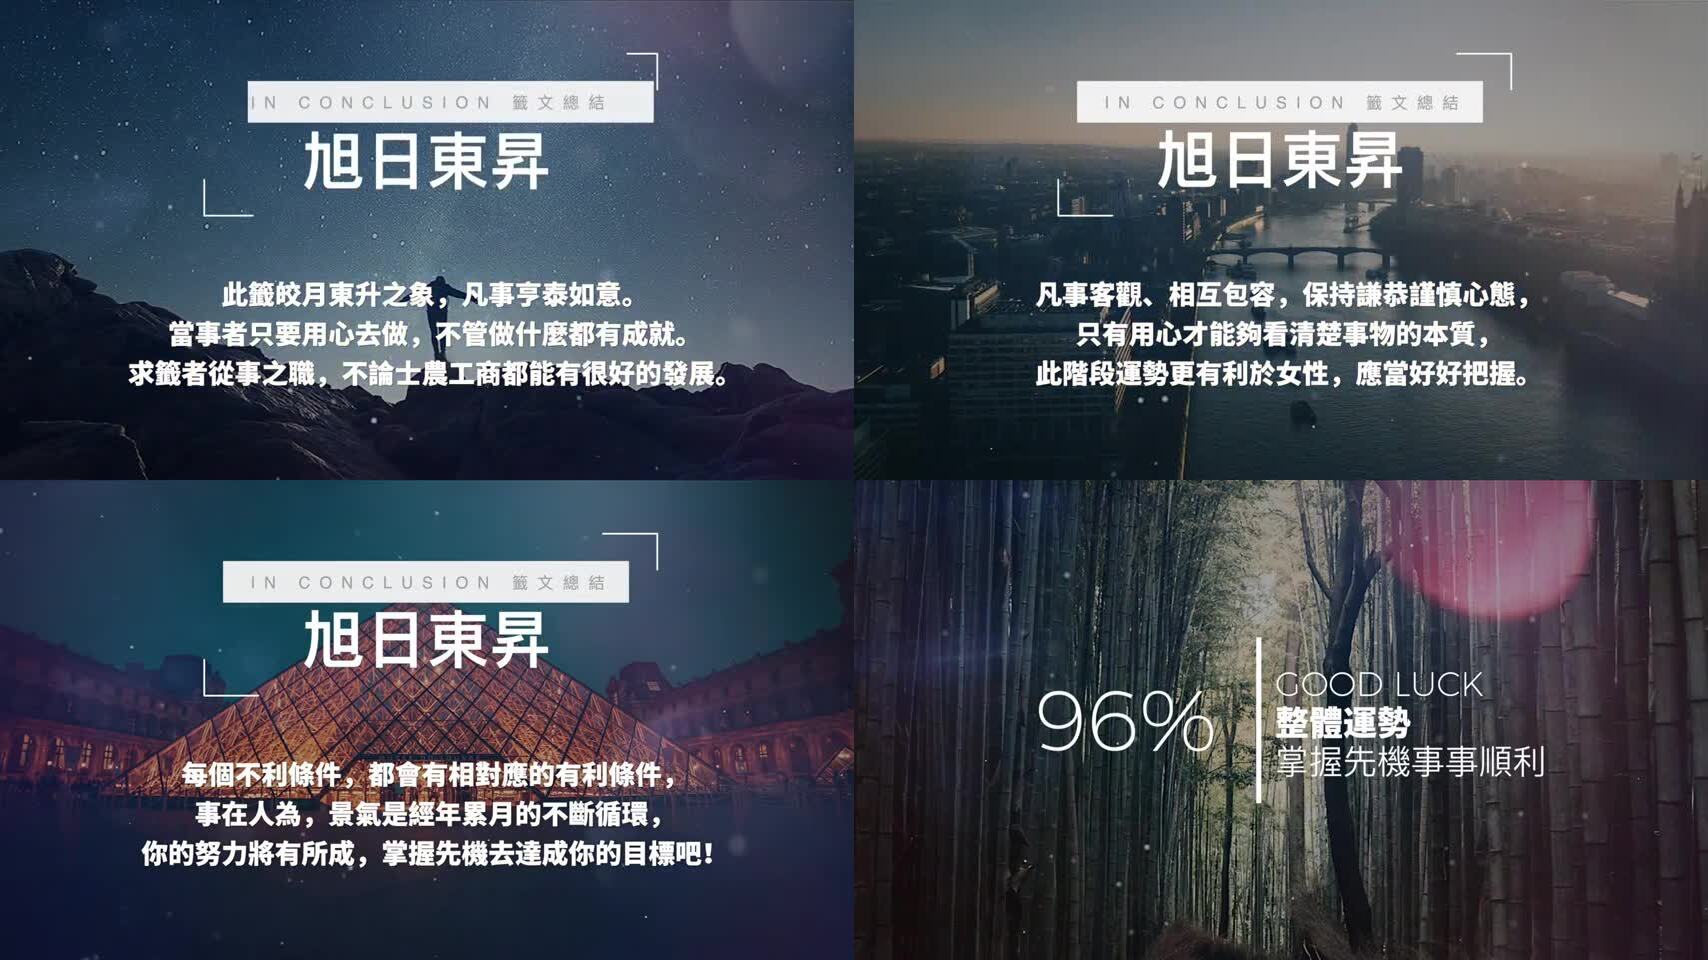 IN CONCLUSION 籤文總結
旭日東昇
此籤皎月東升之象，凡事亨泰如意。
當事者只要用心去做，不管做什麼都有成就。
求籤者從事之職，不論士農工商都能有很好的發展。
IN CONCLUSION 籤文總結
旭日東昇
凡事客觀、相互包容，保持謙恭謹慎心態，
只有用心才能夠看清楚事物的本質，
此階段運勢更有利於女性，應當好好把握。
IN CONCLUSION 籤文總結
旭日東昇
每個不利條件，都會有相對應的有利條件，
事在人為，景氣是經年累月的不斷循環，
你的努力將有所成，掌握先機去達成你的目標吧！
96%
GOOD LUCK
整體運勢
掌握先機事事順利